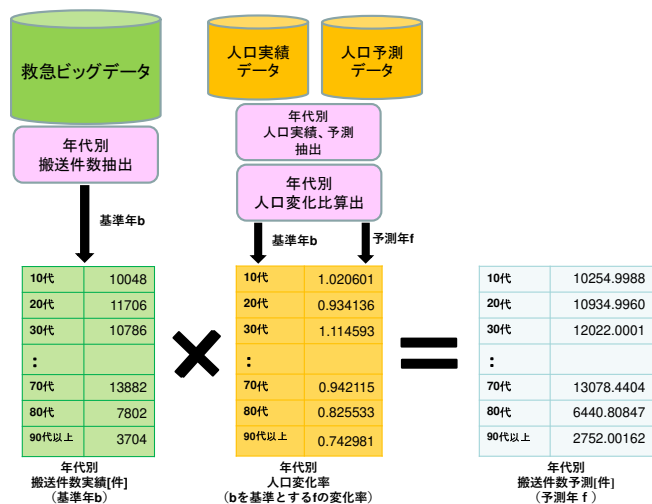 救急ビッグデータ
人口実績
データ
人口予測
データ
年代別
搬送件数抽出
年代別
人口実績、予測
抽出
年代別
人口変化比算出
基準年b
基準年b
予測年f
10代 10048
20代 11706
30代 10786
:
70代 13882
80代 7802
90代以上 3704
年代別
搬送件数実績[件]
（基準年b）
×
10代 1.020601
20代 0.934136
30代 1.114593
:
70代 0.942115
80代 0.825533
90代以上 0.742981
年代別
人口変化率
（bを基準とするfの変化率）
=
10代 10254.9988
20代 10934.9960
30代 12022.0001
:
70代 13078.4404
80代 6440.80847
90代以上 2752.00162
年代別
搬送件数予測[件]
（予測年 f ）